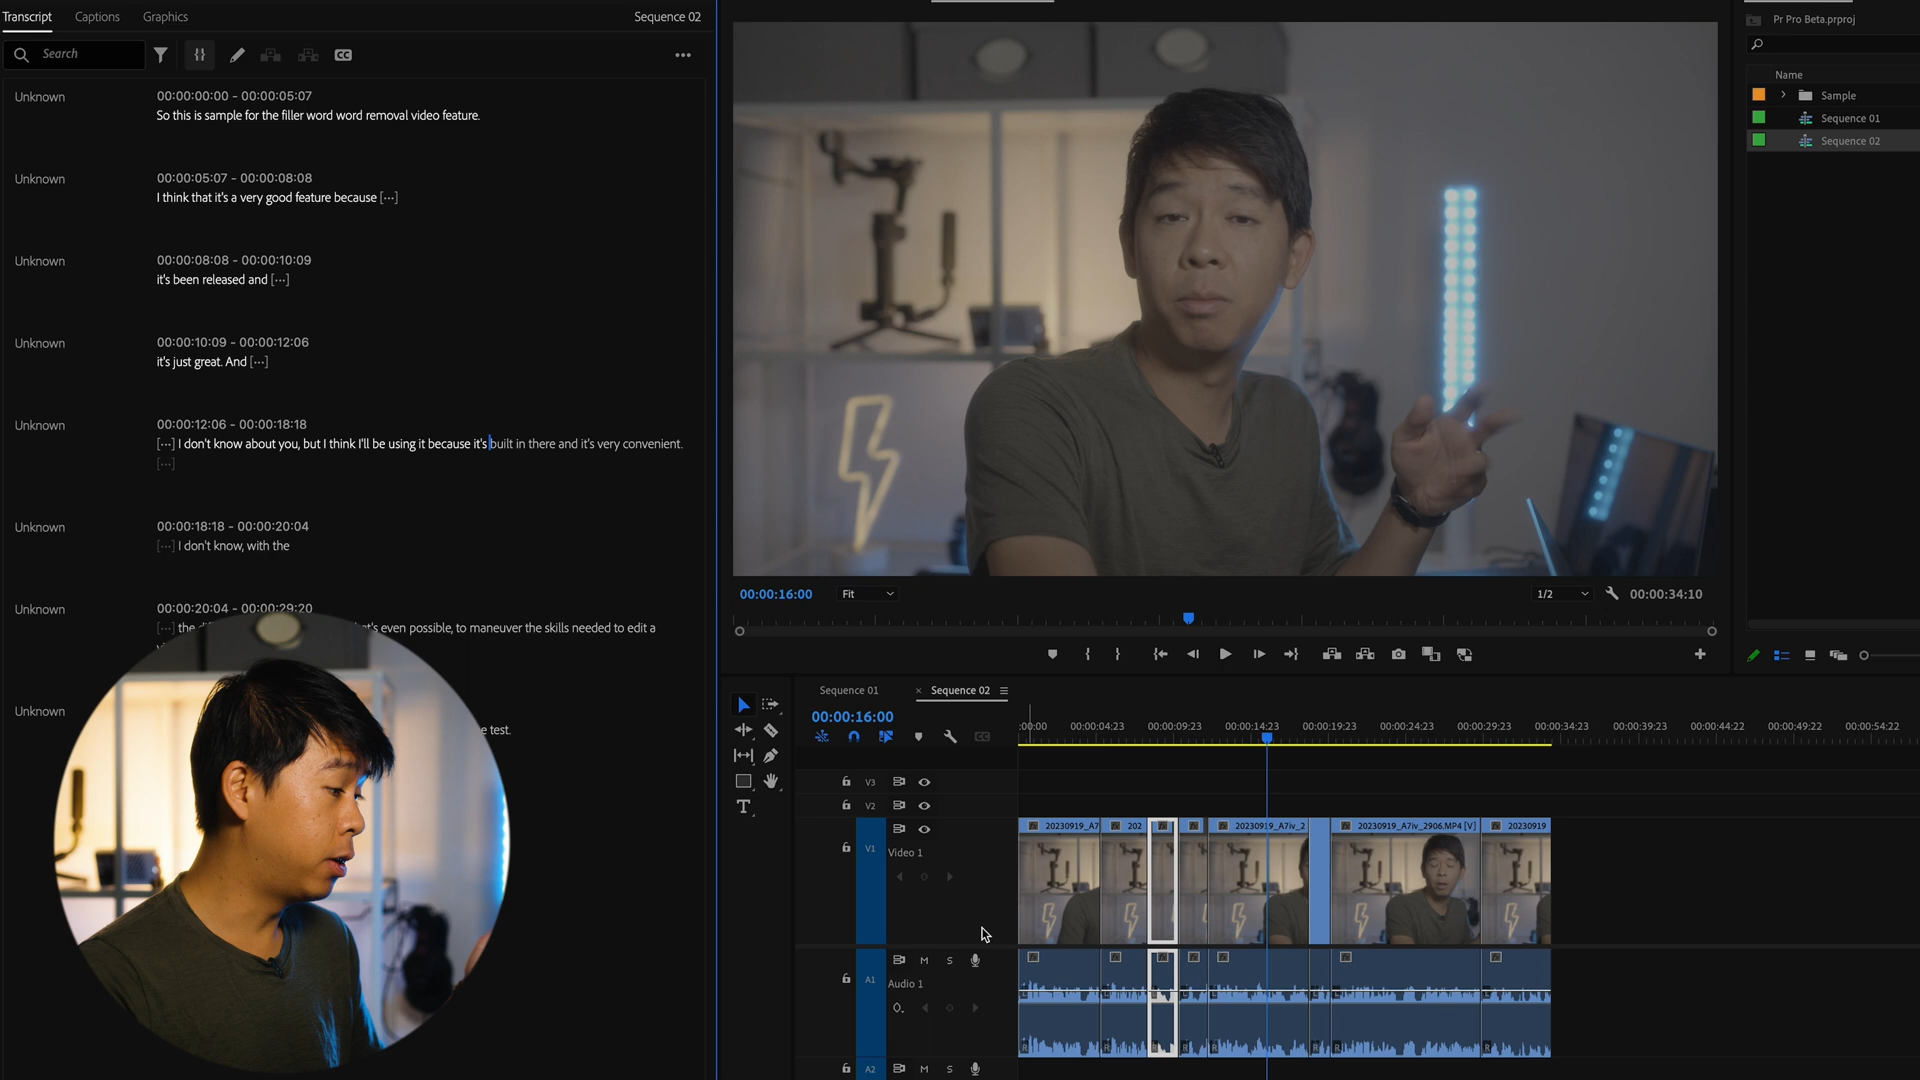 Transcript Captions Graphics Sequence 02
Search
CC
Unknown 00:00:00:00 - 00:00:05:07
So this is sample for the filler word word removal video feature.
Unknown 00:00:05:07 - 00:00:08:08
I think that it's a very good feature because [...]
Unknown 00:00:08:08 - 00:00:10:09
it's been released and [...]
Unknown 00:00:10:09 - 00:00:12:06
it's just great. And [...]
Unknown 00:00:12:06 - 00:00:18:18
[...] I don't know about you, but I think I'll be using it because it's built in there and it's very convenient.
[...]
Unknown 00:00:18:18 - 00:00:20:04
[...] I don't know, with the
Unknown 00:00:20:04 - 00:00:29:20
[...] the even possible, to maneuver the skills needed to edit a
Unknown
e test.
00:00:16:00 Fit 1/2 00:00:34:10
Pr Pro Beta.prproj
Name
Sample
Sequence 01
Sequence 02
Sequence 01 × Sequence 02
00:00:16:00
:00:00 00:00:04:23 00:00:09:23 00:00:14:23 00:00:19:23 00:00:24:23 00:00:29:23 00:00:34:23 00:00:39:23 00:00:44:22 00:00:49:22 00:00:54:22
V3
V2
20230919_A7 202 20230919_A7iv_2 20230919_A7iv_2906.MP4 [V] 20230919
V1 Video 1
M S
A1 Audio 1
A2 M S